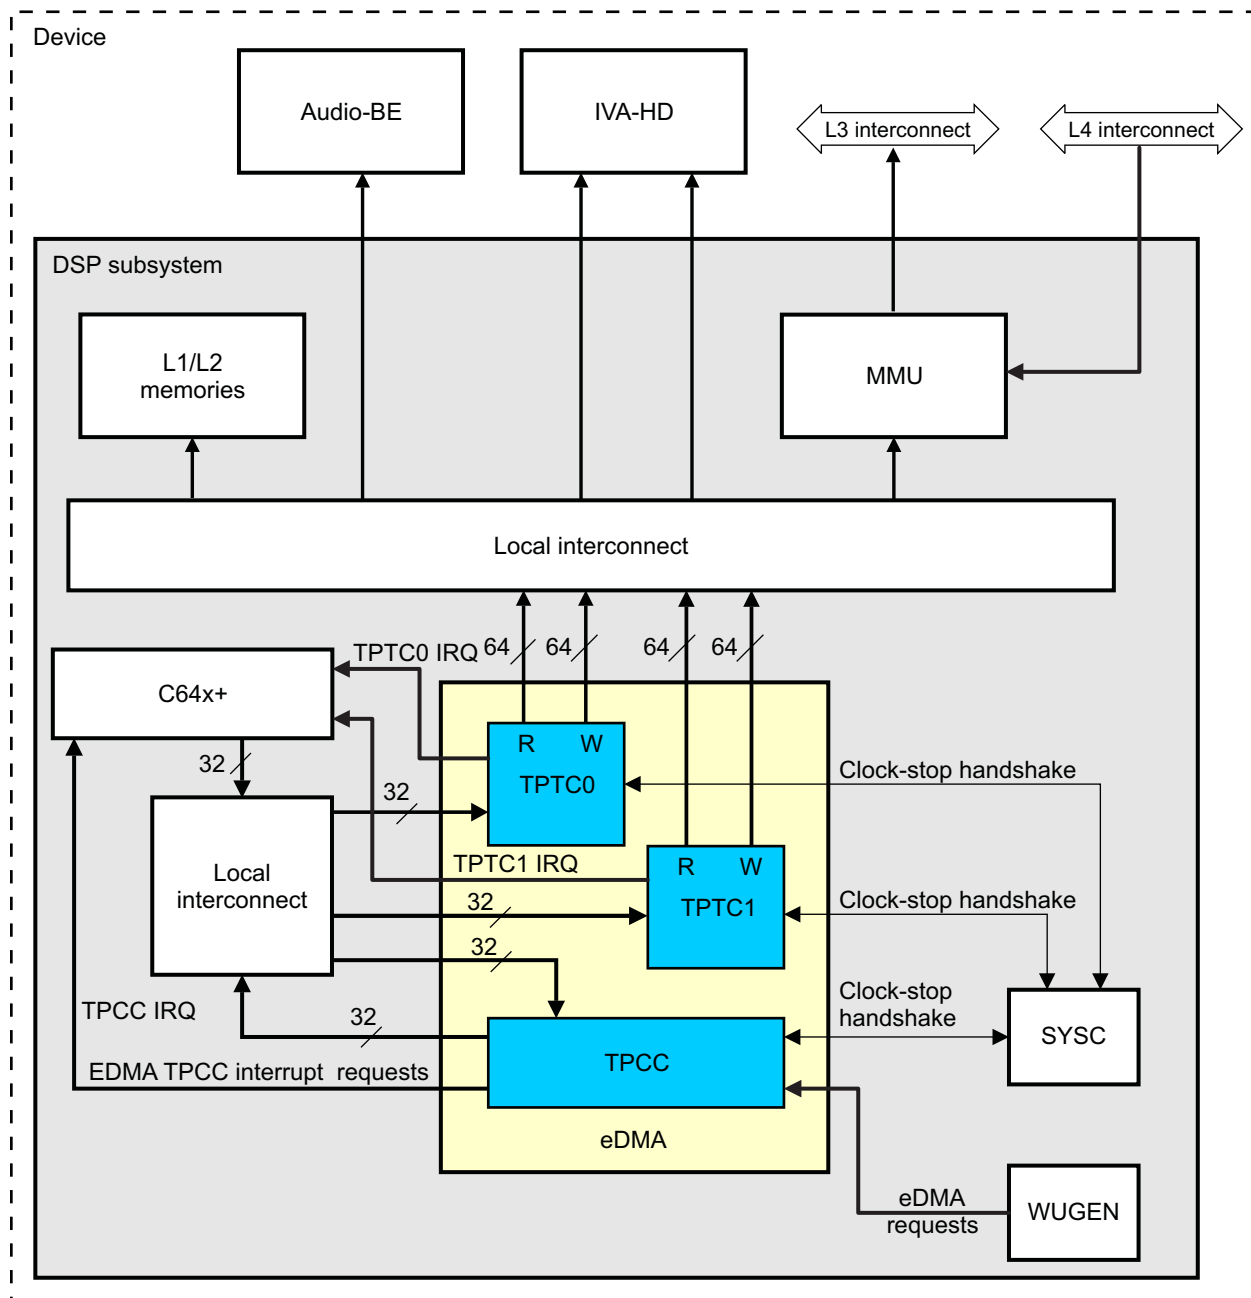 Device
Audio-BE
IVA-HD
L3 interconnect
L4 interconnect
DSP subsystem
L1/L2
memories
MMU
Local interconnect
TPTC0 IRQ
64
64
64
64
C64x+
R
W
TPTC0
32
32
Clock-stop handshake
TPTC1 IRQ
R
W
TPTC1
Local
interconnect
32
Clock-stop handshake
32
TPCC IRQ
32
Clock-stop
handshake
SYSC
TPCC
EDMA TPCC interrupt requests
eDMA
eDMA
requests
WUGEN